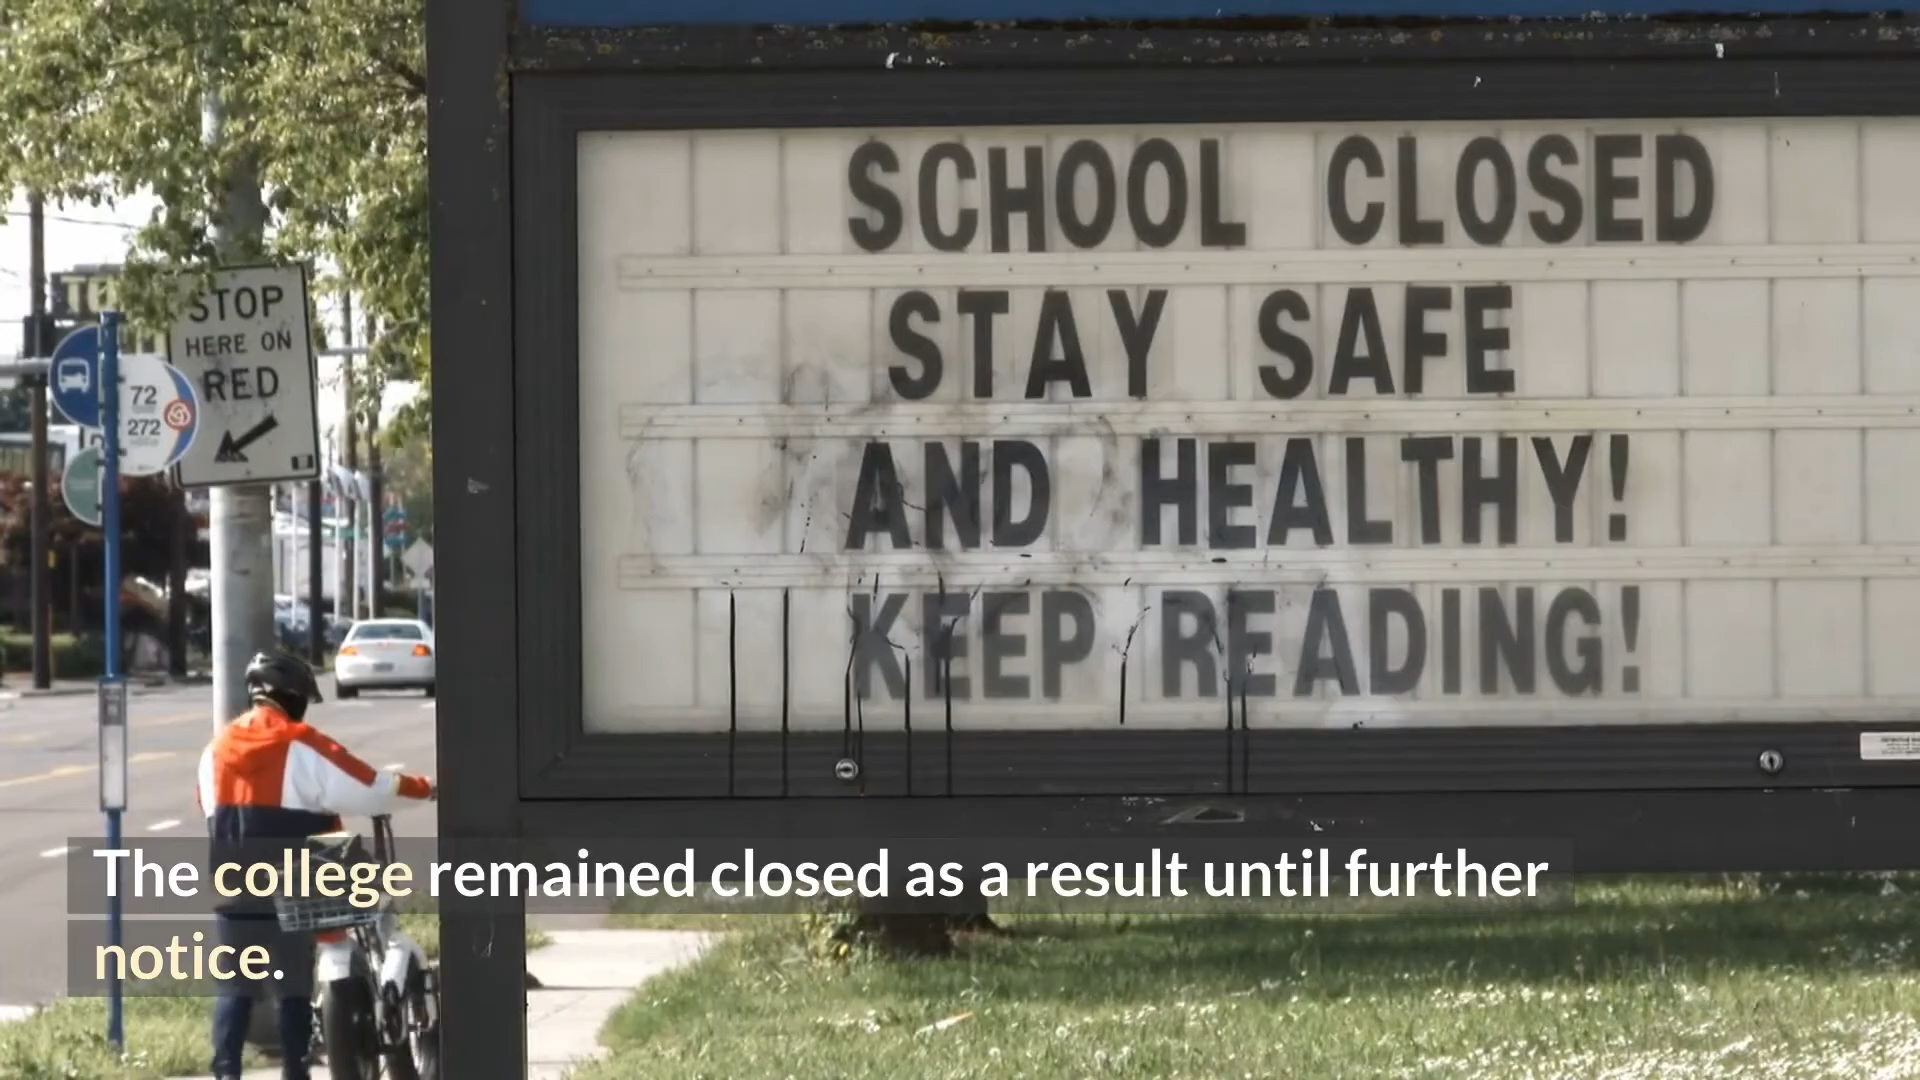 SCHOOL CLOSED
STAY SAFE
AND HEALTHY!
KEEP READING!
STOP
HERE ON
RED
72
272
The college remained closed as a result until further
notice.